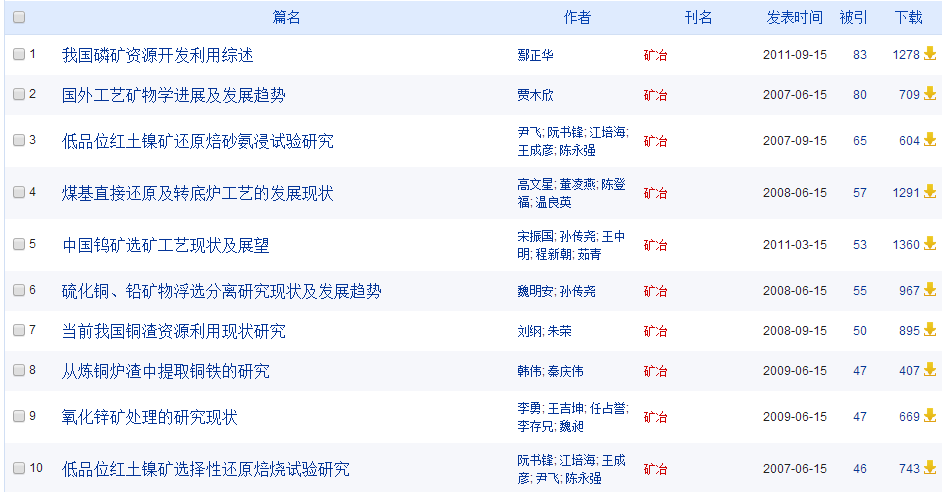 篇名 作者 刊名 发表时间 被引 下载
1 我国磷矿资源开发利用综述 鄢正华 矿冶 2011-09-15 83 1278
2 国外工艺矿物学进展及发展趋势 贾木欣 矿冶 2007-06-15 80 709
3 低品位红土镍矿还原焙砂氨浸试验研究 尹飞; 阮书锋; 江培海;
王成彦; 陈永强 矿冶 2007-09-15 65 604
4 煤基直接还原及转底炉工艺的发展现状 高文星; 董凌燕; 陈登
福; 温良英 矿冶 2008-06-15 57 1291
5 中国钨矿选矿工艺现状及展望 宋振国; 孙传尧; 王中
明; 程新朝; 茹青 矿冶 2011-03-15 53 1360
6 硫化铜、铅矿物浮选分离研究现状及发展趋势 魏明安; 孙传尧 矿冶 2008-06-15 55 967
7 当前我国铜渣资源利用现状研究 刘纲; 朱荣 矿冶 2008-09-15 50 895
8 从炼铜炉渣中提取铜铁的研究 韩伟; 秦庆伟 矿冶 2009-06-15 47 407
9 氧化锌矿处理的研究现状 李勇; 王吉坤; 任占誉;
李存兄; 魏昶 矿冶 2009-06-15 47 669
10 低品位红土镍矿选择性还原焙烧试验研究 阮书锋; 江培海; 王成
彦; 尹飞; 陈永强 矿冶 2007-06-15 46 743